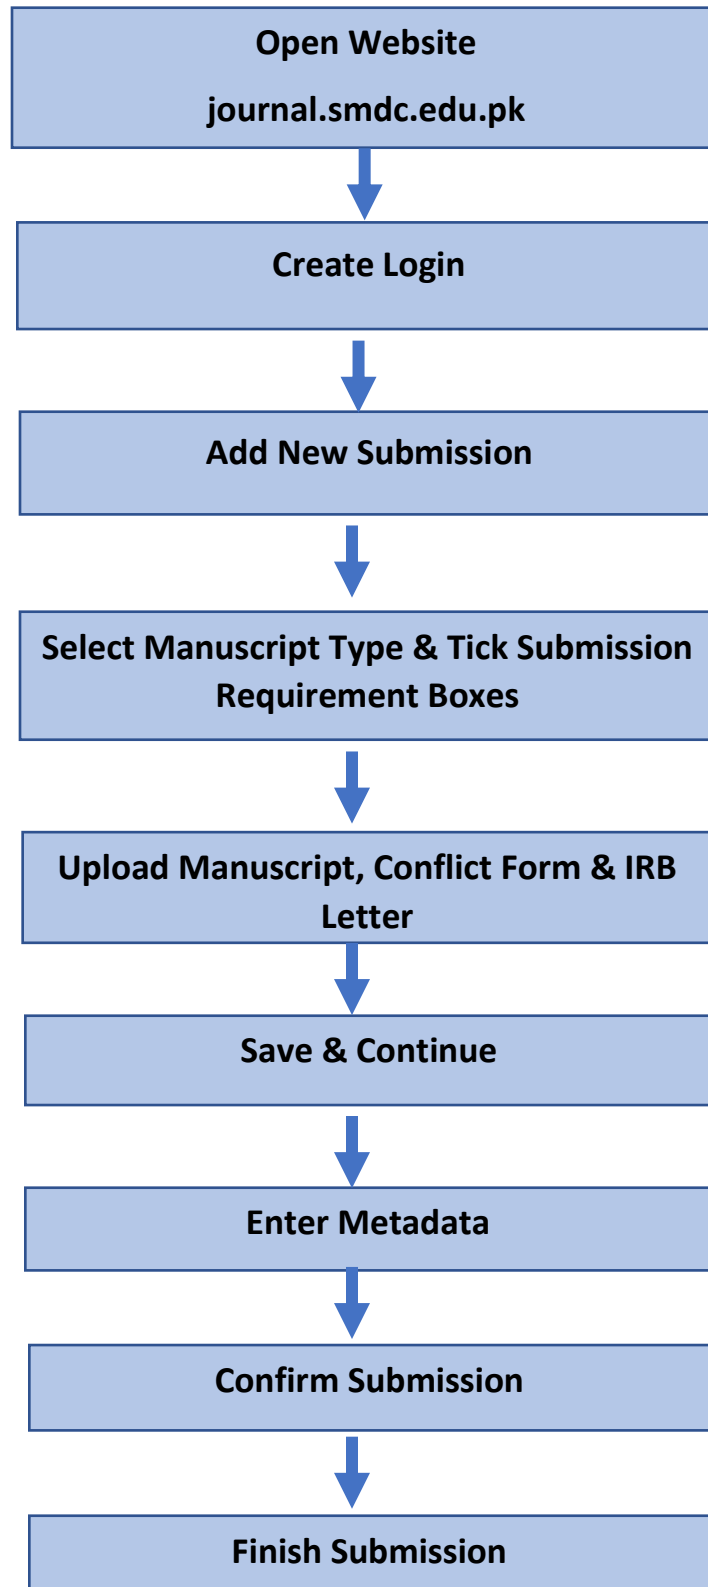 Open Website
journal.smdc.edu.pk
Create Login
Add New Submission
Select Manuscript Type & Tick Submission
Requirement Boxes
Upload Manuscript, Conflict Form & IRB
Letter
Save & Continue
Enter Metadata
Confirm Submission
Finish Submission